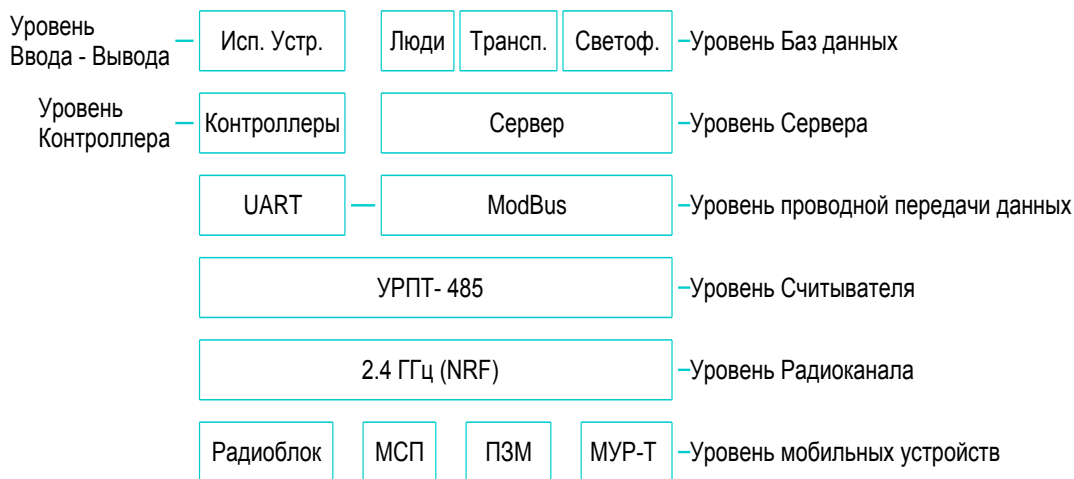 Уровень
Ввода - Вывода
Исп. Устр.
Люди
Трансп.
Светоф.
Уровень Баз данных
Уровень
Контроллера
Контроллеры
Сервер
Уровень Сервера
UART
ModBus
Уровень проводной передачи данных
УРПТ- 485
Уровень Считывателя
2.4 ГГц (NRF)
Уровень Радиоканала
Радиоблок
МСП
ПЗМ
МУР-Т
Уровень мобильных устройств